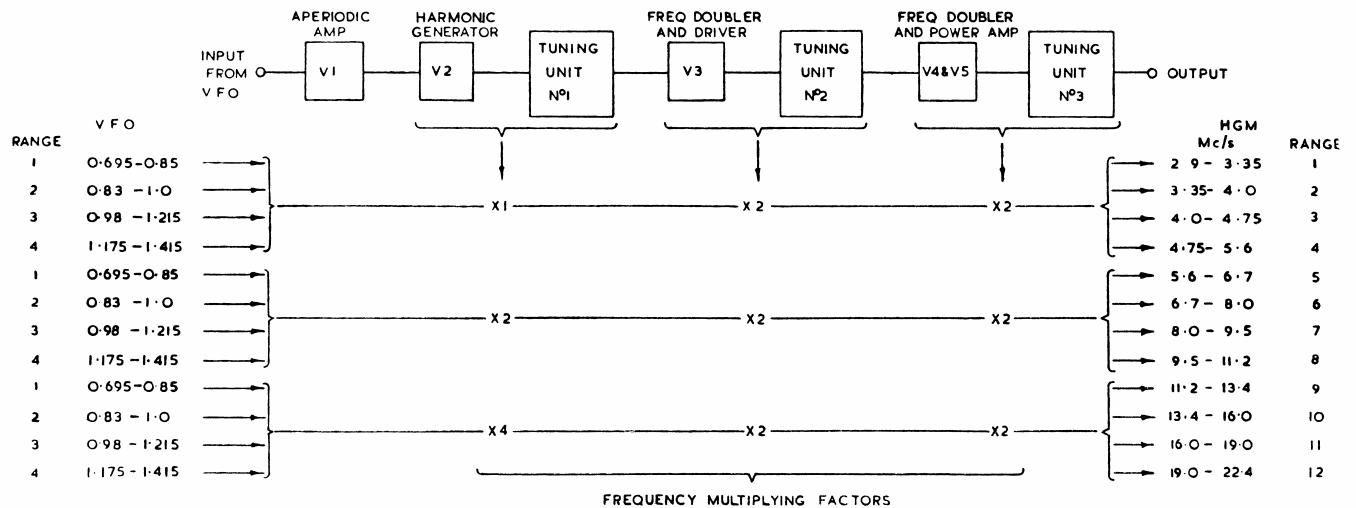 APERIODIC AMP
HARMONIC GENERATOR
FREQ DOUBLER AND DRIVER
FREQ DOUBLER AND POWER AMP
INPUT FROM VFO
V1
V2
TUNING UNIT Nº1
V3
TUNING UNIT Nº2
V4&V5
TUNING UNIT Nº3
OUTPUT
RANGE VFO HGM Mc/s RANGE
1 0·695-0·85 2 9 - 3·35 1
2 0·83 -1·0 3·35- 4·0 2
X1 X2 X2
3 0·98 -1·215 4·0- 4·75 3
4 1·175-1·415 4·75- 5·6 4
1 0·695-0·85 5·6 - 6·7 5
2 0·83 -1·0 6·7 - 8·0 6
X2 X2 X2
3 0·98 -1·215 8·0 - 9·5 7
4 1·175-1·415 9·5 - 11·2 8
1 0·695-0·85 11·2 - 13·4 9
2 0·83 -1·0 13·4 - 16·0 10
X4 X2 X2
3 0·98 -1·215 16·0 - 19·0 11
4 1·175-1·415 19·0 - 22·4 12
FREQUENCY MULTIPLYING FACTORS